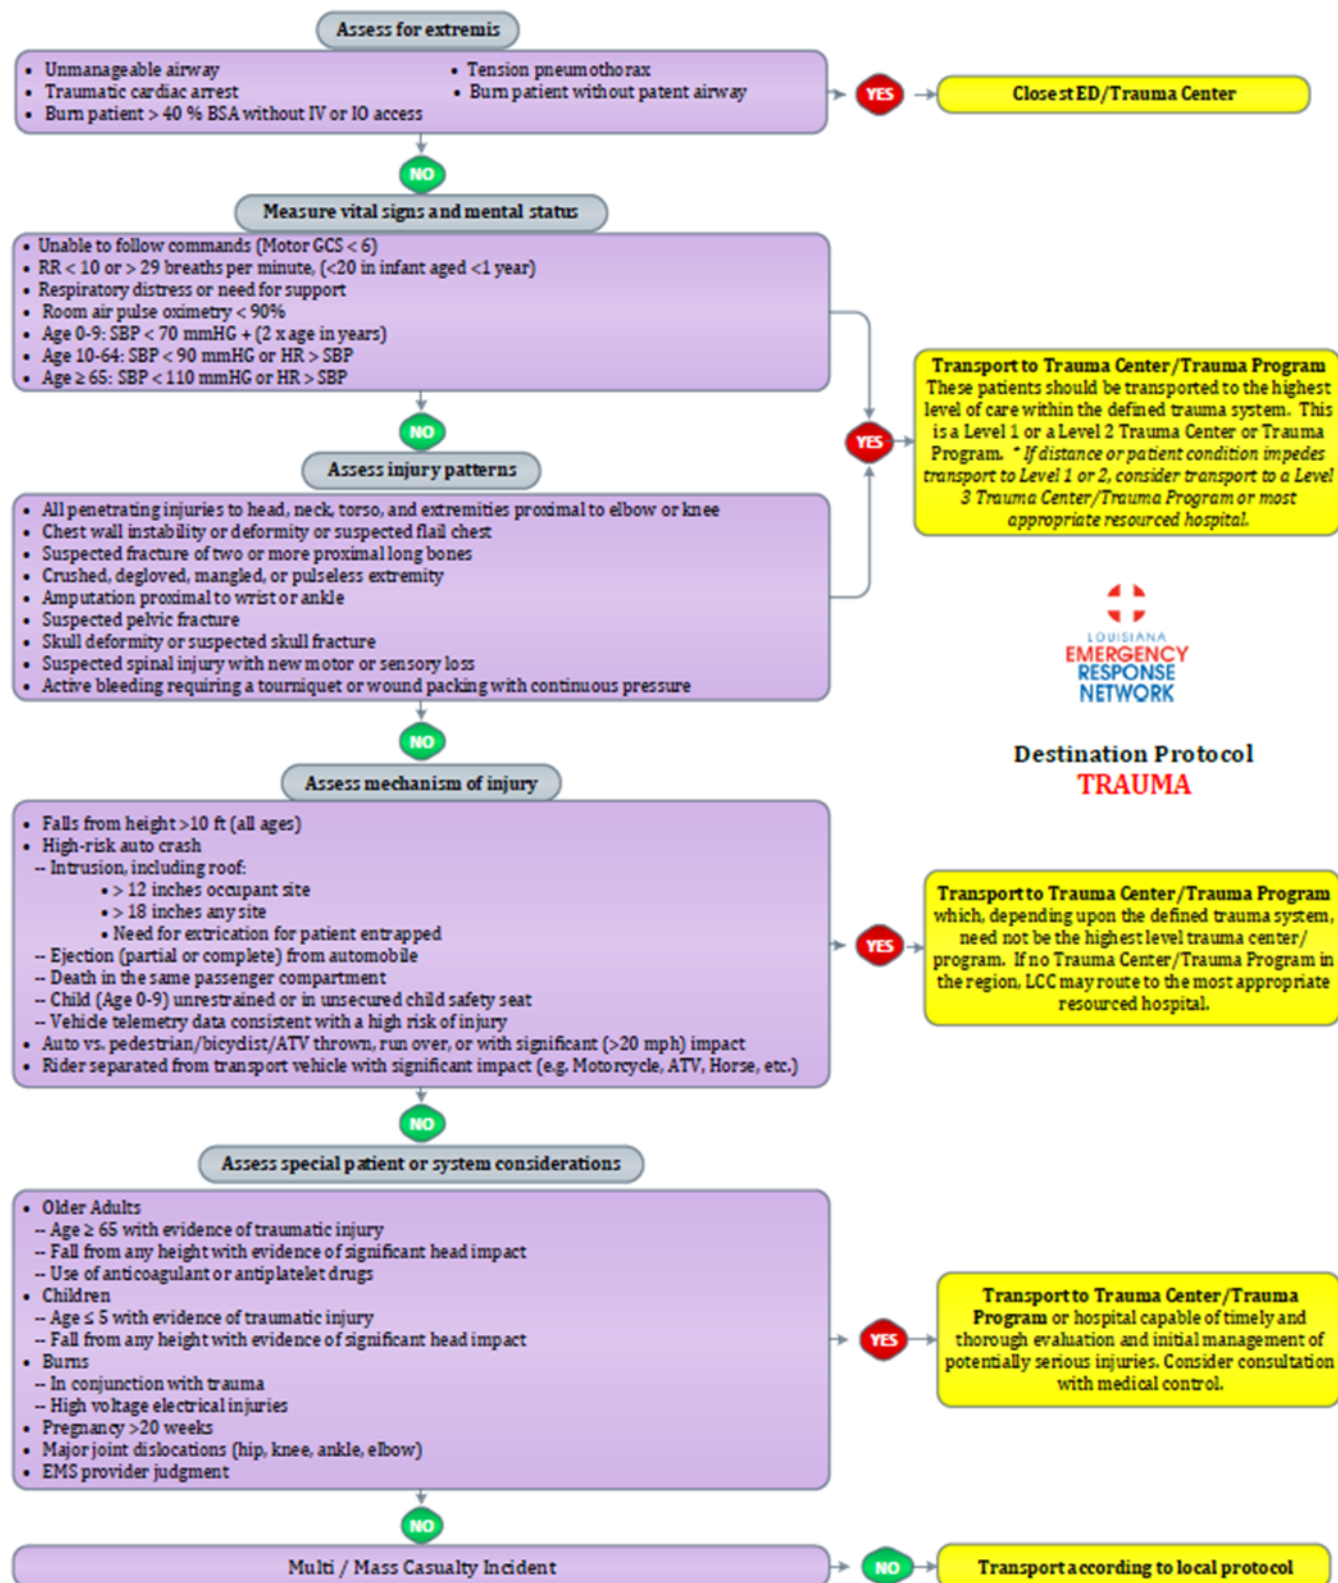 Assess for extremis
• Unmanageable airway
• Traumatic cardiac arrest
• Burn patient > 40 % BSA without IV or IO access
• Tension pneumothorax
• Burn patient without patent airway
YES
Closest ED/Trauma Center
NO
Measure vital signs and mental status
• Unable to follow commands (Motor GCS < 6)
• RR < 10 or > 29 breaths per minute, (<20 in infant aged <1 year)
• Respiratory distress or need for support
• Room air pulse oximetry < 90%
• Age 0-9: SBP < 70 mmHG + (2 x age in years)
• Age 10-64: SBP < 90 mmHG or HR > SBP
• Age ≥ 65: SBP < 110 mmHG or HR > SBP
NO
Assess injury patterns
• All penetrating injuries to head, neck, torso, and extremities proximal to elbow or knee
• Chest wall instability or deformity or suspected flail chest
• Suspected fracture of two or more proximal long bones
• Crushed, degloved, mangled, or pulseless extremity
• Amputation proximal to wrist or ankle
• Suspected pelvic fracture
• Skull deformity or suspected skull fracture
• Suspected spinal injury with new motor or sensory loss
• Active bleeding requiring a tourniquet or wound packing with continuous pressure
YES
Transport to Trauma Center/Trauma Program
These patients should be transported to the highest
level of care within the defined trauma system. This
is a Level 1 or a Level 2 Trauma Center or Trauma
Program. * If distance or patient condition impedes
transport to Level 1 or 2, consider transport to a Level
3 Trauma Center/Trauma Program or most
appropriate resourced hospital.
LOUISIANA
EMERGENCY
RESPONSE
NETWORK
Destination Protocol
TRAUMA
NO
Assess mechanism of injury
• Falls from height >10 ft (all ages)
• High-risk auto crash
-- Intrusion, including roof:
• > 12 inches occupant site
• > 18 inches any site
• Need for extrication for patient entrapped
-- Ejection (partial or complete) from automobile
-- Death in the same passenger compartment
-- Child (Age 0-9) unrestrained or in unsecured child safety seat
-- Vehicle telemetry data consistent with a high risk of injury
• Auto vs. pedestrian/bicyclist/ATV thrown, run over, or with significant (>20 mph) impact
• Rider separated from transport vehicle with significant impact (e.g. Motorcycle, ATV, Horse, etc.)
YES
Transport to Trauma Center/Trauma Program
which, depending upon the defined trauma system,
need not be the highest level trauma center/
program. If no Trauma Center/Trauma Program in
the region, LCC may route to the most appropriate
resourced hospital.
NO
Assess special patient or system considerations
• Older Adults
-- Age ≥ 65 with evidence of traumatic injury
-- Fall from any height with evidence of significant head impact
-- Use of anticoagulant or antiplatelet drugs
• Children
-- Age ≤ 5 with evidence of traumatic injury
-- Fall from any height with evidence of significant head impact
• Burns
-- In conjunction with trauma
-- High voltage electrical injuries
• Pregnancy >20 weeks
• Major joint dislocations (hip, knee, ankle, elbow)
• EMS provider judgment
YES
Transport to Trauma Center/Trauma
Program or hospital capable of timely and
thorough evaluation and initial management of
potentially serious injuries. Consider consultation
with medical control.
NO
Multi / Mass Casualty Incident
NO
Transport according to local protocol